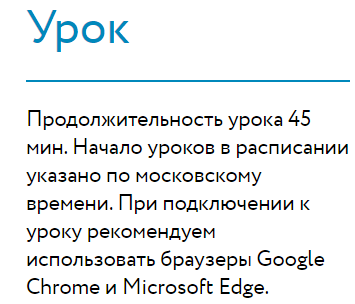 Урок
Продолжительность урока 45
мин. Начало уроков в расписании
указано по московскому
времени. При подключении к
уроку рекомендуем
использовать браузеры Google
Chrome и Microsoft Edge.